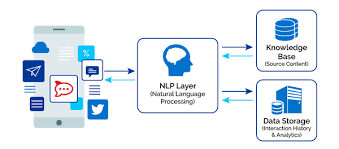 %
NLP Layer
(Natural Language
Processing)
Knowledge
Base
(Source Content)
Data Storage
(Interaction History
& Analytics)